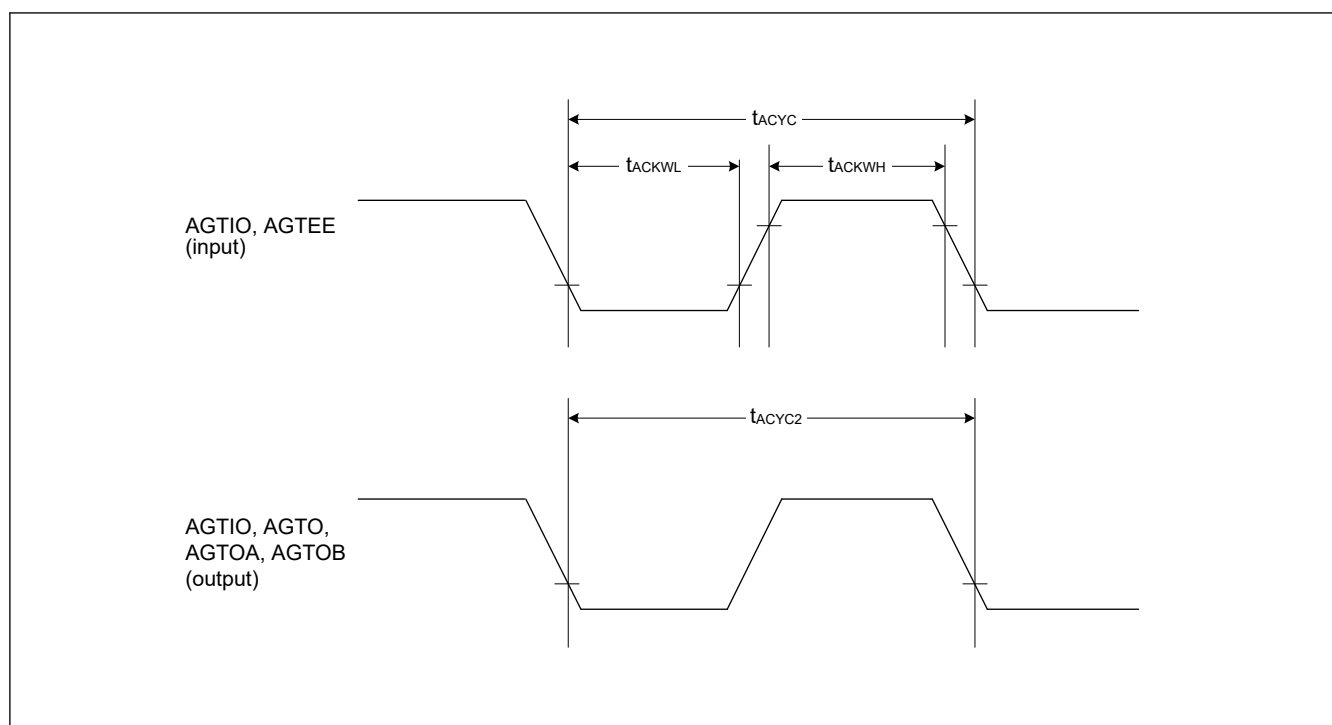 tACYC
tACKWL
tACKWH
AGTIO, AGTEE
(input)
tACYC2
AGTIO, AGTO,
AGTOA, AGTOB
(output)